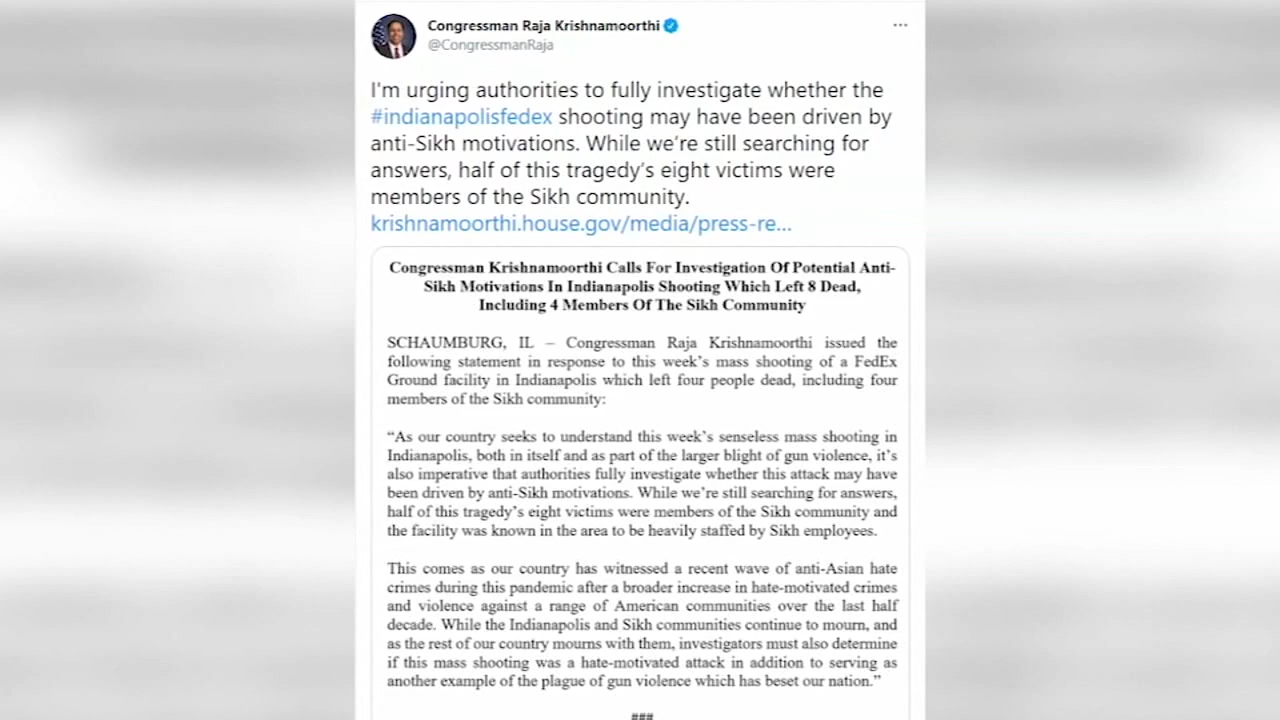 Congressman Raja Krishnamoorthi
@CongressmanRaja
I'm urging authorities to fully investigate whether the
#indianapolisfedex shooting may have been driven by
anti-Sikh motivations. While we're still searching for
answers, half of this tragedy's eight victims were
members of the Sikh community.
krishnamoorthi.house.gov/media/press-re...
Congressman Krishnamoorthi Calls For Investigation Of Potential Anti-
Sikh Motivations In Indianapolis Shooting Which Left 8 Dead,
Including 4 Members Of The Sikh Community
SCHAUMBURG, IL – Congressman Raja Krishnamoorthi issued the
following statement in response to this week's mass shooting of a FedEx
Ground facility in Indianapolis which left four people dead, including four
members of the Sikh community:
“As our country seeks to understand this week's senseless mass shooting in
Indianapolis, both in itself and as part of the larger blight of gun violence, it's
also imperative that authorities fully investigate whether this attack may have
been driven by anti-Sikh motivations. While we're still searching for answers,
half of this tragedy's eight victims were members of the Sikh community and
the facility was known in the area to be heavily staffed by Sikh employees.
This comes as our country has witnessed a recent wave of anti-Asian hate
crimes during this pandemic after a broader increase in hate-motivated crimes
and violence against a range of American communities over the last half
decade. While the Indianapolis and Sikh communities continue to mourn, and
as the rest of our country mourns with them, investigators must also determine
if this mass shooting was a hate-motivated attack in addition to serving as
another example of the plague of gun violence which has beset our nation.”
###